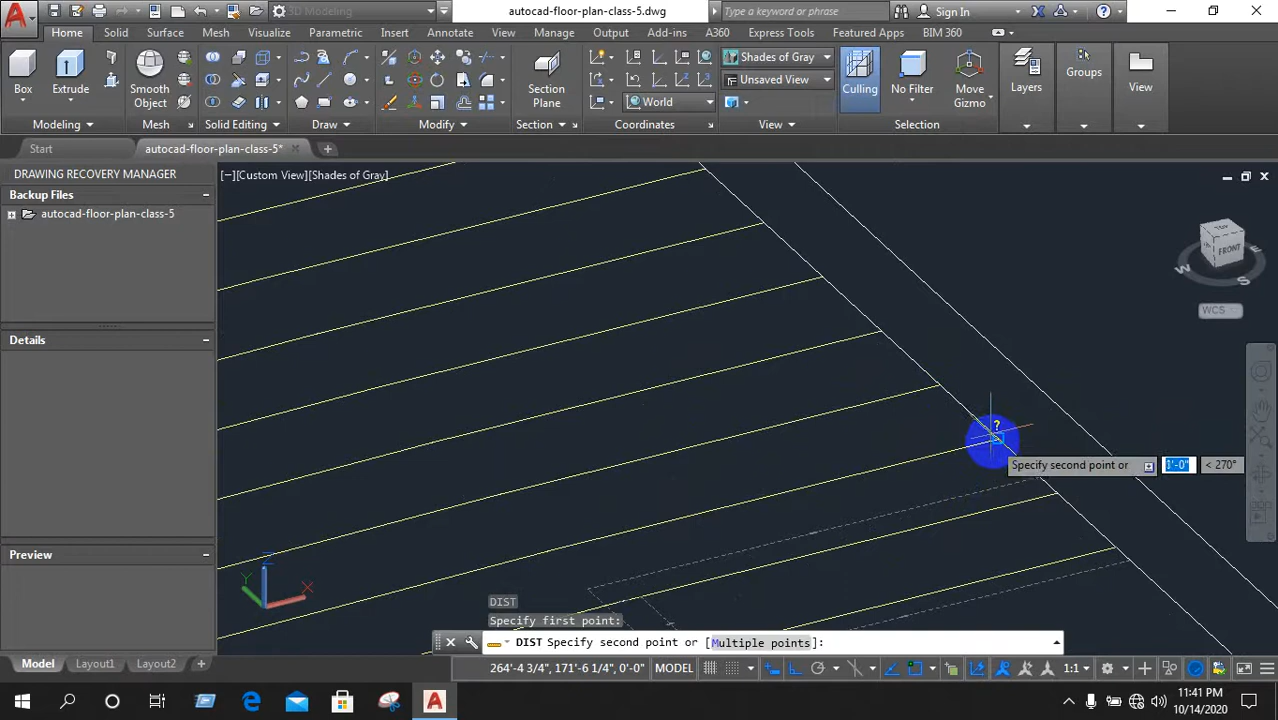 3D Modeling
autocad-floor-plan-class-5.dwg
Type a keyword or phrase
Sign In
Home Solid Surface Mesh Visualize Parametric Insert Annotate View Manage Output Add-ins A360 Express Tools Featured Apps BIM 360
Box
Extrude
Smooth
Object
Section
Plane
Shades of Gray
Unsaved View
World
Culling
No Filter
Move
Gizmo
Layers
Groups
View
Modeling
Mesh
Solid Editing
Draw
Modify
Section
Coordinates
View
Selection
Start
autocad-floor-plan-class-5*
DRAWING RECOVERY MANAGER
Backup Files
autocad-floor-plan-class-5
Details
Preview
[−][Custom View][Shades of Gray]
FRONT
W
E
S
WCS
?
Specify second point or
1'-0"
< 270°
Z
Y
X
DIST
Specify first point:
DIST Specify second point or [Multiple points]:
Model Layout1 Layout2
264'-4 3/4", 171'-6 1/4", 0'-0" MODEL
1:1
11:41 PM
10/14/2020